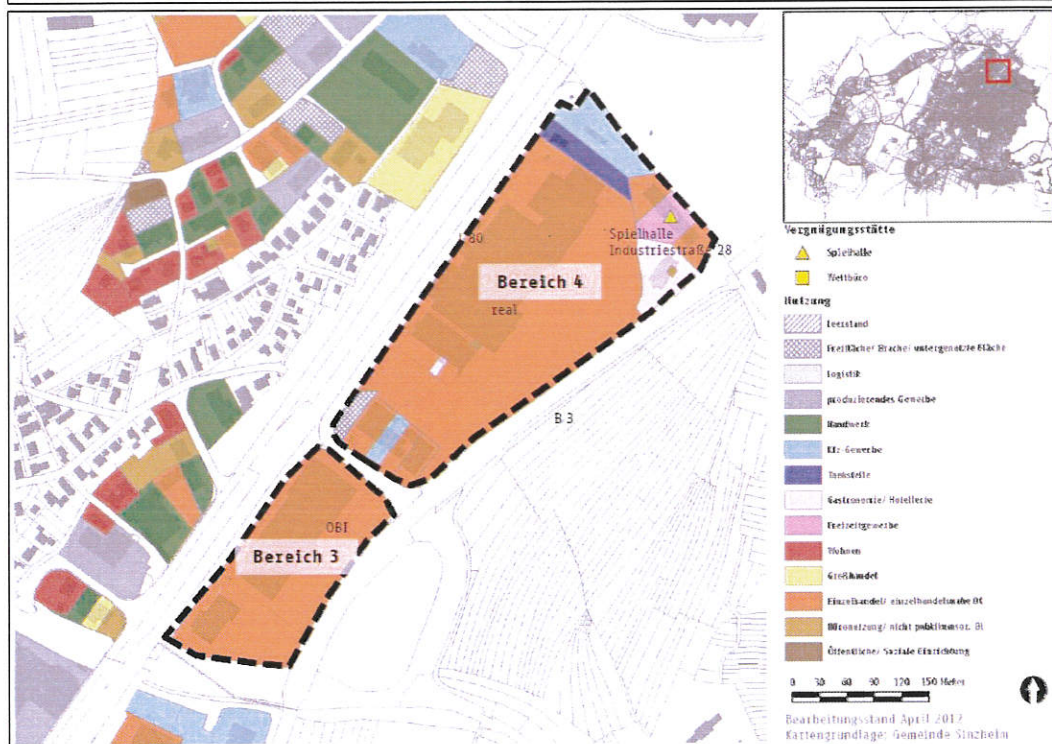 L 80
Spielhalle
Industriestraße 28
Bereich 4
real
B 3
OBI
Bereich 3
Vergnügungsstätte
Spielhalle
Wettbüro
Nutzung
Leerstand
Freifläche/ Brache/ untergenutzte Fläche
Logistik
produzierendes Gewerbe
Handwerk
Kfz-Gewerbe
Tankstelle
Gastronomie/ Hotellerie
Freizeitgewerbe
Wohnen
Großhandel
Einzelhandel/ einzelhandelsnahe DL
Büronutzung/ nicht publikumsor. DL
Öffentliche/ Soziale Einrichtung
0 30 60 90 120 150 Meter
Bearbeitungsstand April 2012
Kartengrundlage: Gemeinde Sinzheim